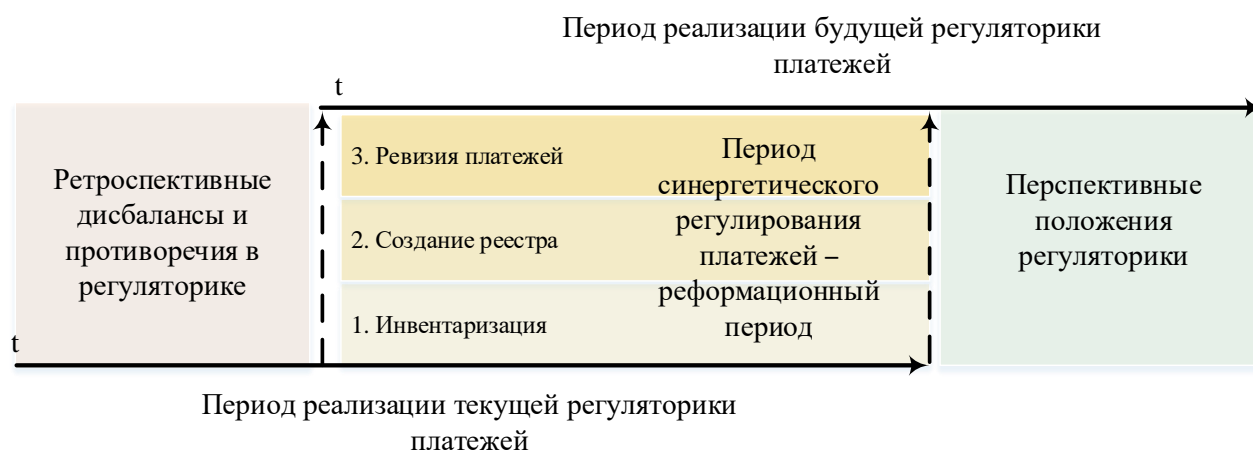 Период реализации будущей регуляторики
платежей
t
Ретроспективные
дисбалансы и
противоречия в
регуляторике
3. Ревизия платежей
2. Создание реестра
1. Инвентаризация
Период
синергетического
регулирования
платежей –
реформационный
период
Перспективные
положения
регуляторики
t
Период реализации текущей регуляторики
платежей